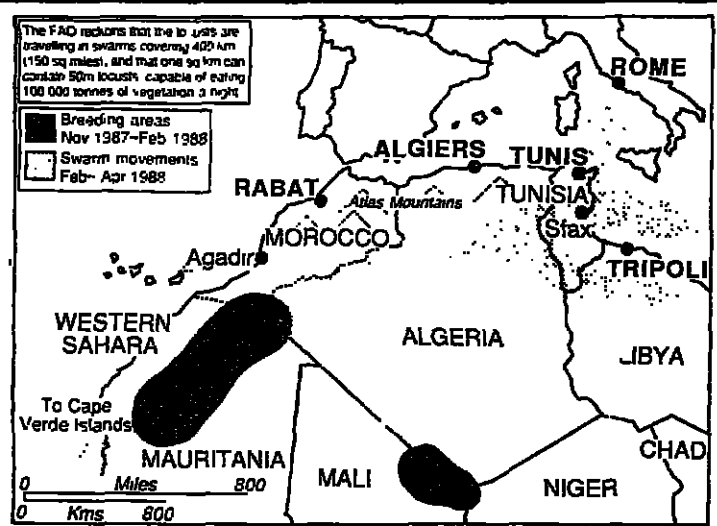 The FAO reckons that the locusts are
travelling in swarms covering 400 km
(150 sq miles), and that one sq km can
contain 50m locusts capable of eating
100 000 tonnes of vegetation a night
Breeding areas
Nov 1987-Feb 1988
Swarm movements
Feb- Apr 1988
ROME
ALGIERS
TUNIS
RABAT
Atlas Mountains
TUNISIA
MOROCCO
Sfax
Agadir
TRIPOLI
WESTERN
SAHARA
ALGERIA
LIBYA
To Cape
Verde Islands
MAURITANIA
MALI
NIGER
CHAD
0 Miles 800
0 Kms 800